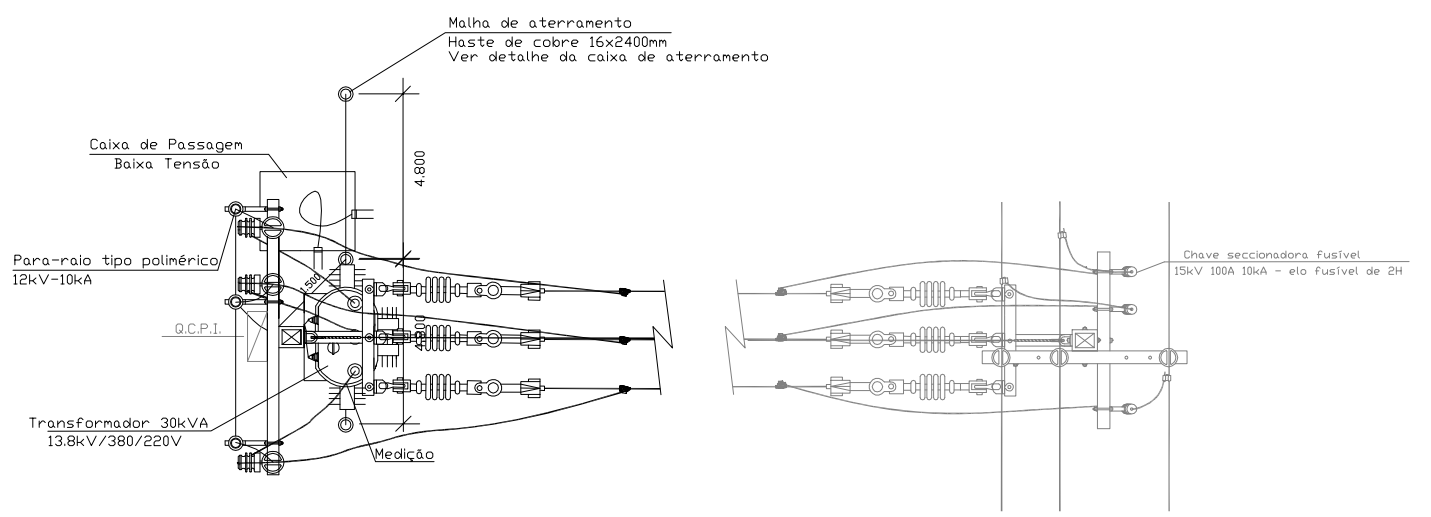 Malha de aterramento
Haste de cobre 16x2400mm
Ver detalhe da caixa de aterramento
Caixa de Passagem
Baixa Tensão
4.800
Para-raio tipo polimérico
12kV-10kA
1.500
Q.C.P.I.
Transformador 30kVA
13.8kV/380/220V
Medição
Chave seccionadora fusível
15kV 100A 10kA - elo fusível de 2H